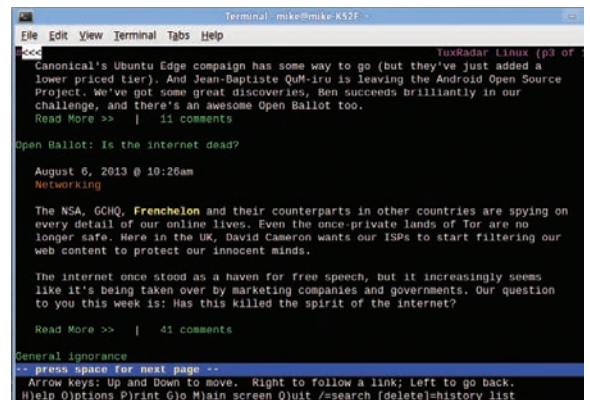 Terminal - mike@mike-K52F: ~
File Edit View Terminal Tabs Help
#<<< TuxRadar Linux (p3 of
Canonical's Ubuntu Edge compaign has some way to go (but they've just added a
lower priced tier). And Jean-Baptiste QuM-iru is leaving the Android Open Source
Project. We've got some great discoveries, Ben succeeds brilliantly in our
challenge, and there's an awesome Open Ballot too.
Read More >> | 11 comments
Open Ballot: Is the internet dead?
August 6, 2013 @ 10:26am
Networking
The NSA, GCHQ, Frenchelon and their counterparts in other countries are spying on
every detail of our online lives. Even the once-private lands of Tor are no
longer safe. Here in the UK, David Cameron wants our ISPs to start filtering our
web content to protect our innocent minds.
The internet once stood as a haven for free speech, but it increasingly seems
like it's being taken over by marketing companies and governments. Our question
to you this week is: Has this killed the spirit of the internet?
Read More >> | 41 comments
General ignorance
-- press space for next page --
Arrow keys: Up and Down to move. Right to follow a link; Left to go back.
H)elp O)ptions P)rint G)o M)ain screen Q)uit /=search [delete]=history list